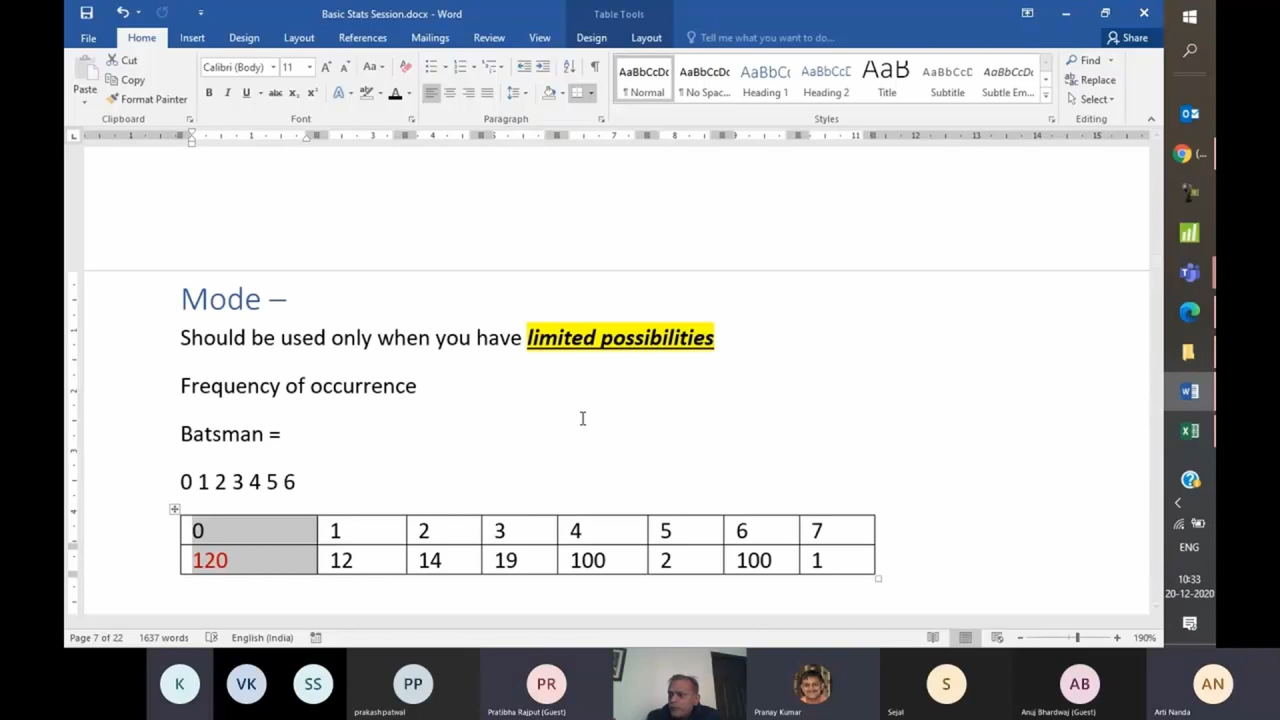 Basic Stats Session.docx - Word
Table Tools
File Home Insert Design Layout References Mailings Review View Design Layout Tell me what you want to do... Share
Paste
Cut
Copy
Format Painter
Calibri (Body) 11
AaBbCcDc AaBbCcDc AaBbCc AaBbCcD AaB AaBbCcD AaBbCcDc
¶ Normal ¶ No Spac... Heading 1 Heading 2 Title Subtitle Subtle Em...
Find
Replace
Select
Clipboard Font Paragraph Styles Editing
Mode –
Should be used only when you have limited possibilities
Frequency of occurrence
Batsman =
0 1 2 3 4 5 6
0 1 2 3 4 5 6 7
120 12 14 19 100 2 100 1
Page 7 of 22 1637 words English (India) 190%
ENG
10:33
20-12-2020
K VK SS PP PR S AB AN
prakash patwal Pratibha Rajput (Guest) Pranay Kumar Sejal Anuj Bhardwaj (Guest) Arti Nanda